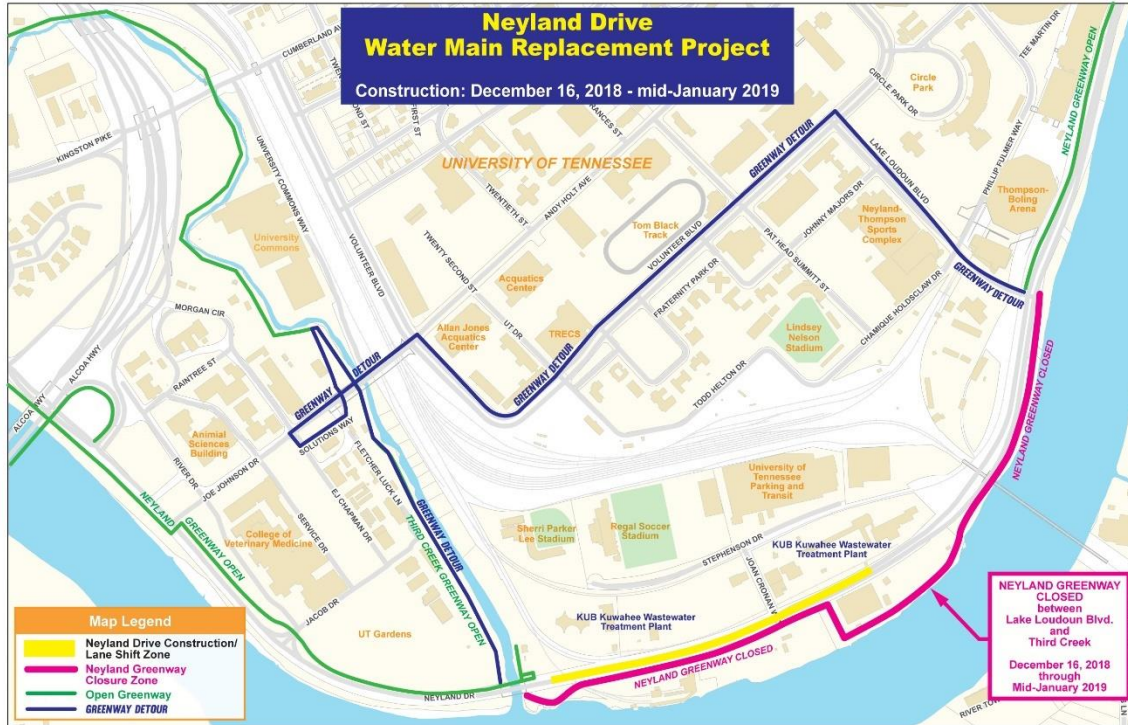 Neyland Drive
Water Main Replacement Project
Construction: December 16, 2018 - mid-January 2019
CUMBERLAND AV
KINGSTON PIKE
UNIVERSITY COMMONS WAY
FIRST ST
FRANCES ST
UNIVERSITY OF TENNESSEE
TWENTIETH ST
ANDY HOLT AVE
TWENTY SECOND ST
VOLUNTEER BLVD
University
Commons
Acquatics
Center
UT DR
Allan Jones
Acquatics
Center
TRECS
Tom Black
Track
VOLUNTEER BLVD
GREENWAY DETOUR
FRATERNITY PARK DR
PAT HEAD SUMMITT ST
JOHNNY MAJORS DR
Neyland-
Thompson
Sports
Complex
LAKE LOUDOUN BLVD
CIRCLE PARK DR
Circle
Park
TEE MARTIN DR
PHILLIP FULMER WAY
Thompson-
Boling
Arena
NEYLAND GREENWAY OPEN
GREENWAY DETOUR
CHAMIQUE HOLDSCLAW DR
Lindsey
Nelson
Stadium
TODD HELTON DR
GREENWAY DETOUR
NEYLAND GREENWAY CLOSED
MORGAN CIR
RAINTREE ST
ALCOA HWY
ALCOA HWY
GREENWAY DETOUR
SOLUTIONS WAY
Animial
Sciences
Building
RIVER DR
JOE JOHNSON DR
NEYLAND GREENWAY OPEN
College of
Veterinary Medicine
SERVICE DR
EJ CHAPMAN DR
FLETCHER LUCK LN
GREENWAY DETOUR
THIRD CREEK GREENWAY OPEN
JACOB DR
UT Gardens
NEYLAND DR
Sherri Parker
Lee Stadium
Regal Soccer
Stadium
University of
Tennessee
Parking
and
Transit
STEPHENSON DR
JOAN CRONAN
KUB Kuwahee Wastewater
Treatment Plant
KUB Kuwahee Wastewater
Treatment Plant
NEYLAND GREENWAY CLOSED
NEYLAND GREENWAY
CLOSED
between
Lake Loudoun Blvd.
and
Third Creek
December 16, 2018
through
Mid-January 2019
Map Legend
Neyland Drive Construction/
Lane Shift Zone
Neyland Greenway
Closure Zone
Open Greenway
GREENWAY DETOUR